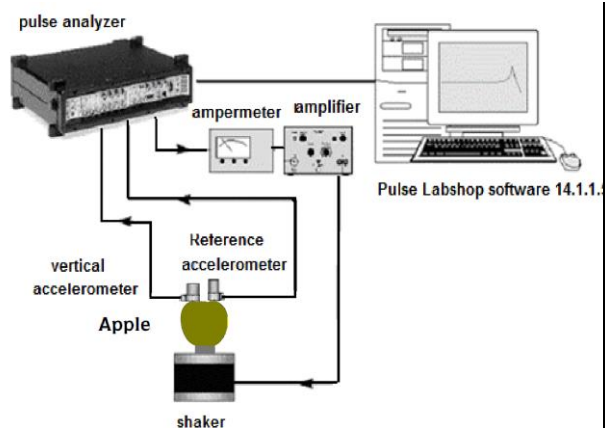 pulse analyzer
ampermeter
amplifier
Pulse Labshop software 14.1.1.
Reference
accelerometer
vertical
accelerometer
Apple
shaker